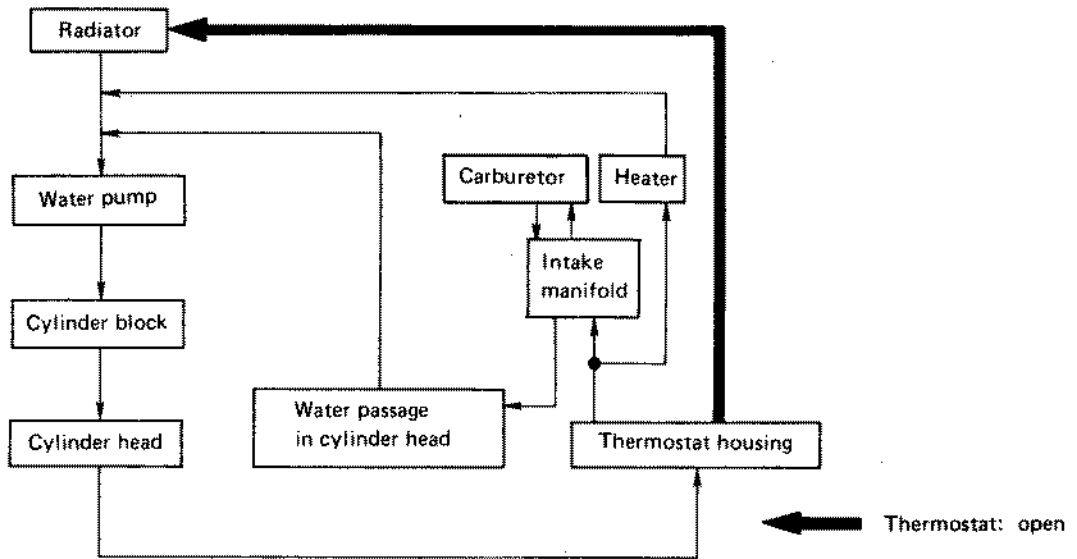 Radiator
Carburetor
Heater
Water pump
Intake
manifold
Cylinder block
Water passage
in cylinder head
Cylinder head
Thermostat housing
Thermostat: open